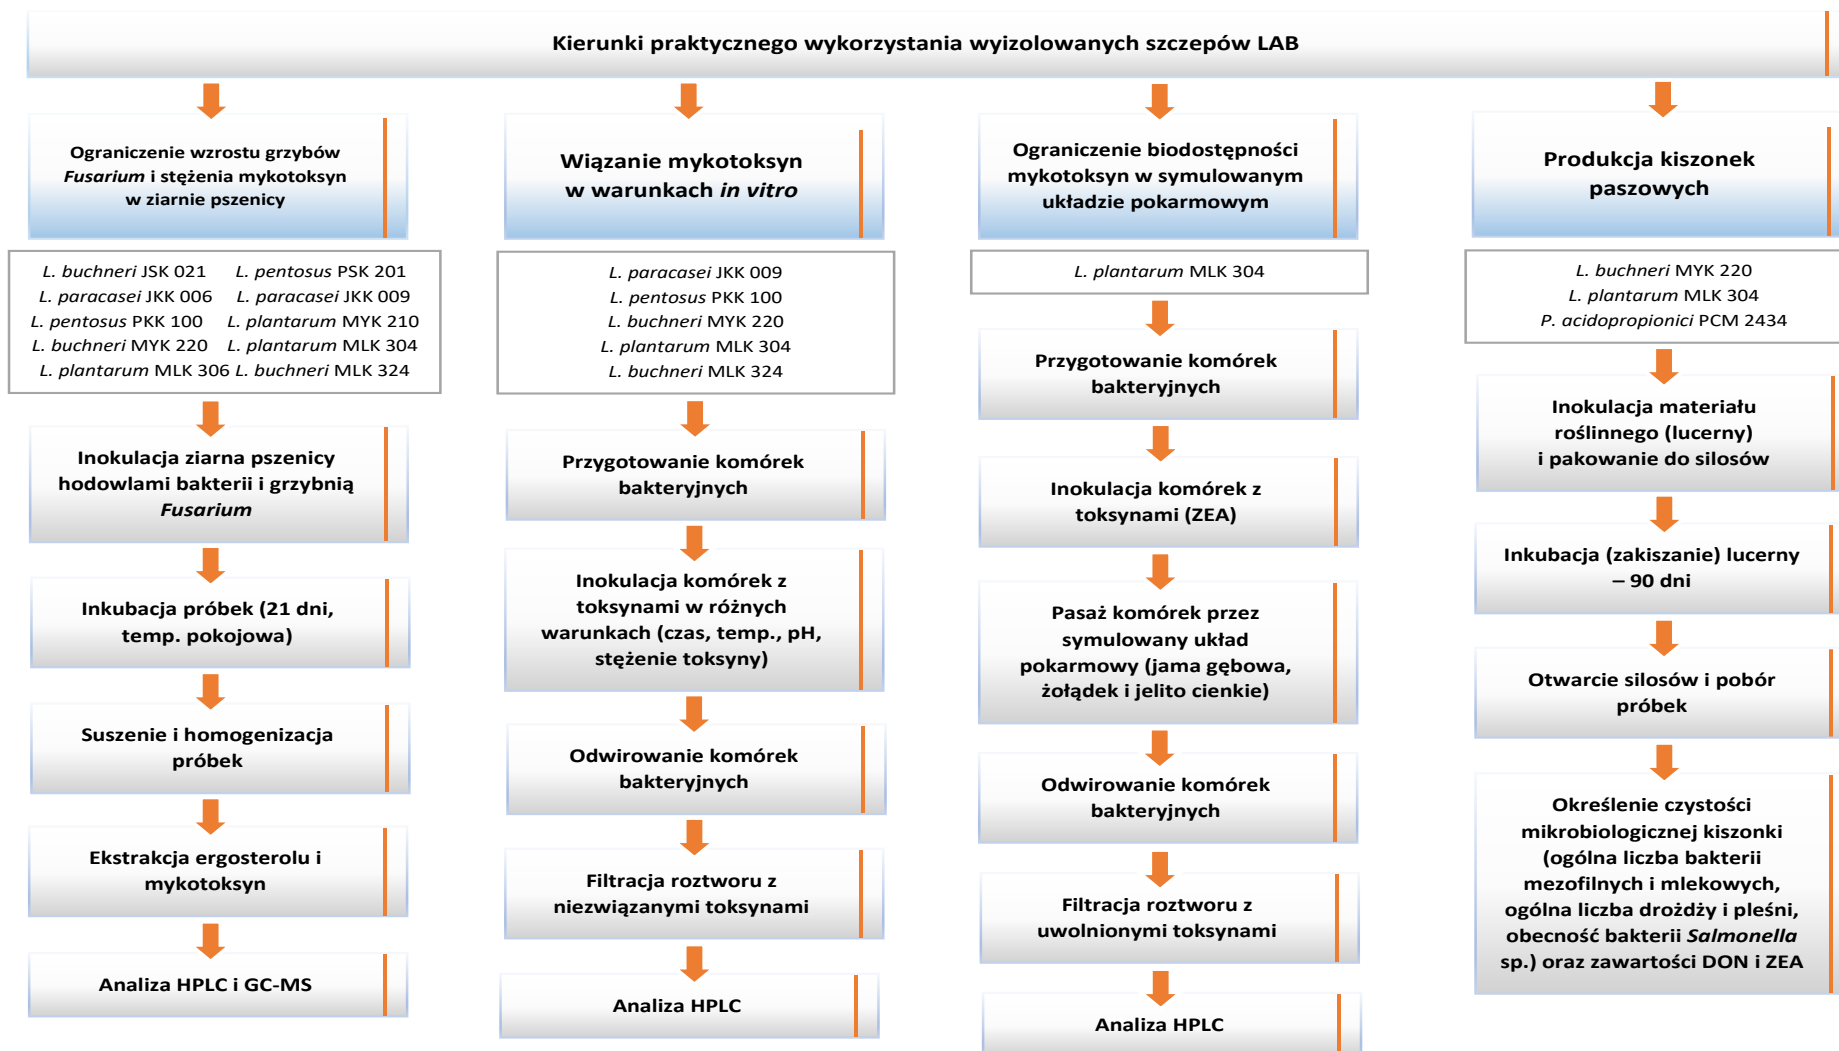 Kierunki praktycznego wykorzystania wyizolowanych szczepów LAB
Ograniczenie wzrostu grzybów
Fusarium i stężenia mykotoksyn
w ziarnie pszenicy
L. buchneri JSK 021 L. pentosus PSK 201
L. paracasei JKK 006 L. paracasei JKK 009
L. pentosus PKK 100 L. plantarum MYK 210
L. buchneri MYK 220 L. plantarum MLK 304
L. plantarum MLK 306 L. buchneri MLK 324
Inokulacja ziarna pszenicy
hodowlami bakterii i grzybnią
Fusarium
Inkubacja próbek (21 dni,
temp. pokojowa)
Suszenie i homogenizacja
próbek
Ekstrakcja ergosterolu i
mykotoksyn
Analiza HPLC i GC-MS
Wiązanie mykotoksyn
w warunkach in vitro
L. paracasei JKK 009
L. pentosus PKK 100
L. buchneri MYK 220
L. plantarum MLK 304
L. buchneri MLK 324
Przygotowanie komórek
bakteryjnych
Inokulacja komórek z
toksynami w różnych
warunkach (czas, temp., pH,
stężenie toksyny)
Odwirowanie komórek
bakteryjnych
Filtracja roztworu z
niezwiązanymi toksynami
Analiza HPLC
Ograniczenie biodostępności
mykotoksyn w symulowanym
układzie pokarmowym
L. plantarum MLK 304
Przygotowanie komórek
bakteryjnych
Inokulacja komórek z
toksynami (ZEA)
Pasaż komórek przez
symulowany układ
pokarmowy (jama gębowa,
żołądek i jelito cienkie)
Odwirowanie komórek
bakteryjnych
Filtracja roztworu z
uwolnionymi toksynami
Analiza HPLC
Produkcja kiszonek
paszowych
L. buchneri MYK 220
L. plantarum MLK 304
P. acidopropionici PCM 2434
Inokulacja materiału
roślinnego (lucerny)
i pakowanie do silosów
Inkubacja (zakiszanie) lucerny
– 90 dni
Otwarcie silosów i pobór
próbek
Określenie czystości
mikrobiologicznej kiszonki
(ogólna liczba bakterii
mezofilnych i mlekowych,
ogólna liczba drożdży i pleśni,
obecność bakterii Salmonella
sp.) oraz zawartości DON i ZEA